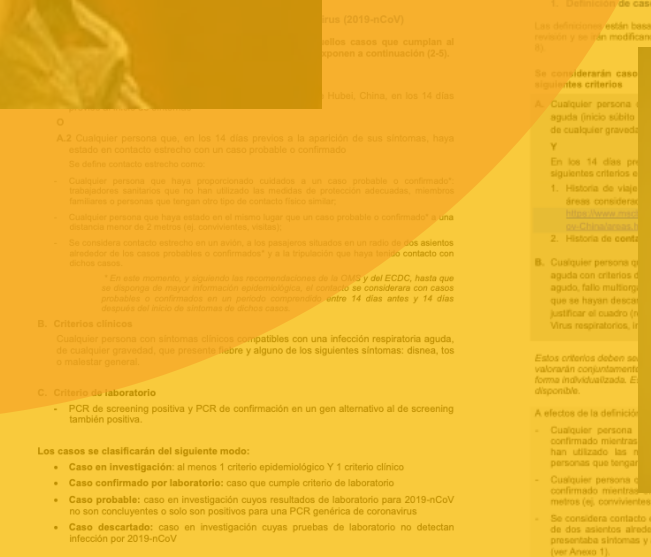 rus (2019-nCoV)
ellos casos que cumplan al
xponen a continuación (2-5).
Hubei, China, en los 14 días
O
A.2 Cualquier persona que, en los 14 días previos a la aparición de sus síntomas, haya
estado en contacto estrecho con un caso probable o confirmado.
Se define contacto estrecho como:
- Cualquier persona que haya proporcionado cuidados a un caso probable o confirmado*:
trabajadores sanitarios que no han utilizado las medidas de protección adecuadas, miembros
familiares o personas que tengan otro tipo de contacto físico similar;
- Cualquier persona que haya estado en el mismo lugar que un caso probable o confirmado* a una
distancia menor de 2 metros (ej. convivientes, visitas);
- Se considera contacto estrecho en un avión, a los pasajeros situados en un radio de dos asientos
alrededor de los casos probables o confirmados* y a la tripulación que haya tenido contacto con
dichos casos.
* En este momento, y siguiendo las recomendaciones de la OMS y del ECDC, hasta que
se disponga de mayor información epidemiológica, el contacto se considerara con casos
probables o confirmados en un periodo comprendido entre 14 días antes y 14 días
después del inicio de síntomas de dichos casos.
B. Criterios clínicos
Cualquier persona con síntomas clínicos compatibles con una infección respiratoria aguda,
de cualquier gravedad, que presente fiebre y alguno de los siguientes síntomas: disnea, tos
o malestar general.
C. Criterio de laboratorio
- PCR de screening positiva y PCR de confirmación en un gen alternativo al de screening
también positiva.
Los casos se clasificarán del siguiente modo:
• Caso en investigación: al menos 1 criterio epidemiológico Y 1 criterio clínico
• Caso confirmado por laboratorio: caso que cumple criterio de laboratorio
• Caso probable: caso en investigación cuyos resultados de laboratorio para 2019-nCoV
no son concluyentes o solo son positivos para una PCR genérica de coronavirus
• Caso descartado: caso en investigación cuyas pruebas de laboratorio no detectan
infección por 2019-nCoV
1. Definición de cas
Las definiciones están basa
revisión y se irán modifican
Se considerarán caso
siguientes criterios
A. Cualquier persona
aguda (inicio súbito
de cualquier graveda
Y
En los 14 días pre
siguientes criterios e
1. Historia de viaje
áreas considera
https://www.msc
ov-China/areas.h
2. Historia de conta
B. Cualquier persona q
aguda con criterios d
agudo, fallo multiorga
que se hayan descar
justificar el cuadro (r
Virus respiratorios, in
Estos criterios deben se
valorarán conjuntamente
forma individualizada. E
disponible.
A efectos de la definición
- Cualquier persona
confirmado mientras
han utilizado las m
personas que tengan
- Cualquier persona q
confirmado mientras
metros (ej. convivientes
- Se considera contacto
de dos asientos alrede
presentaba síntomas y
(ver Anexo 1).